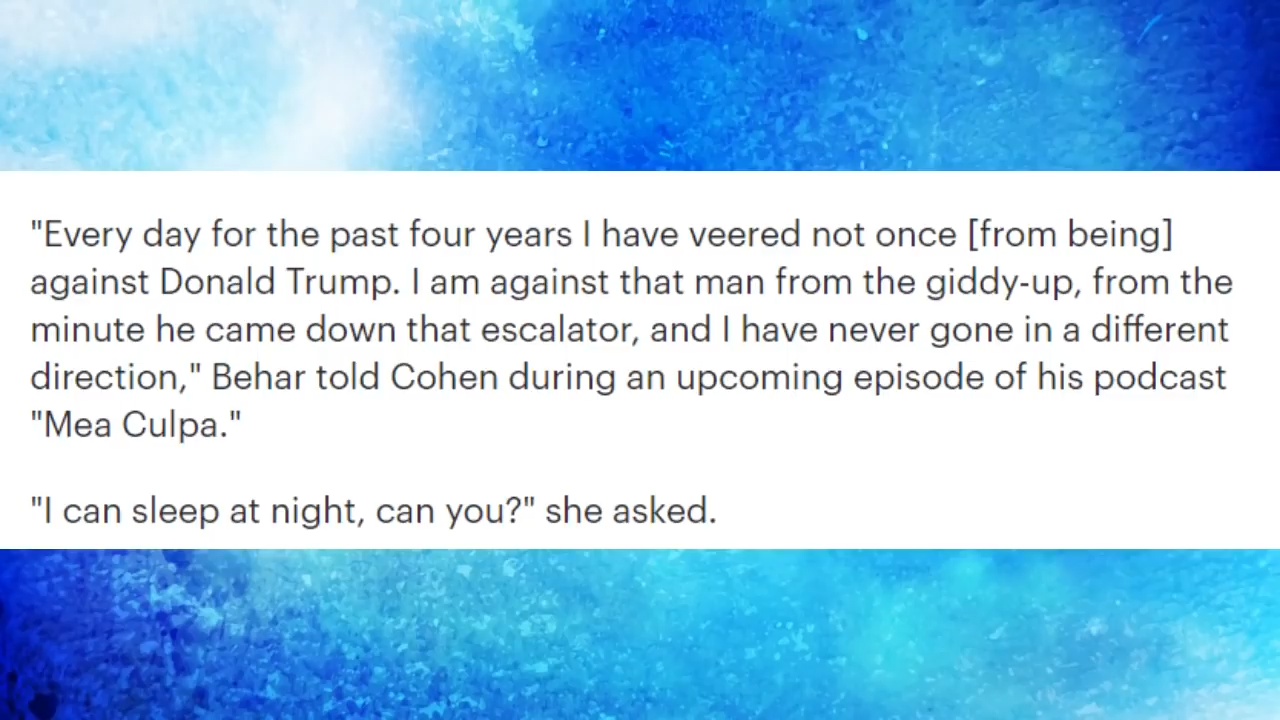 "Every day for the past four years I have veered not once [from being]
against Donald Trump. I am against that man from the giddy-up, from the
minute he came down that escalator, and I have never gone in a different
direction," Behar told Cohen during an upcoming episode of his podcast
"Mea Culpa."
"I can sleep at night, can you?" she asked.